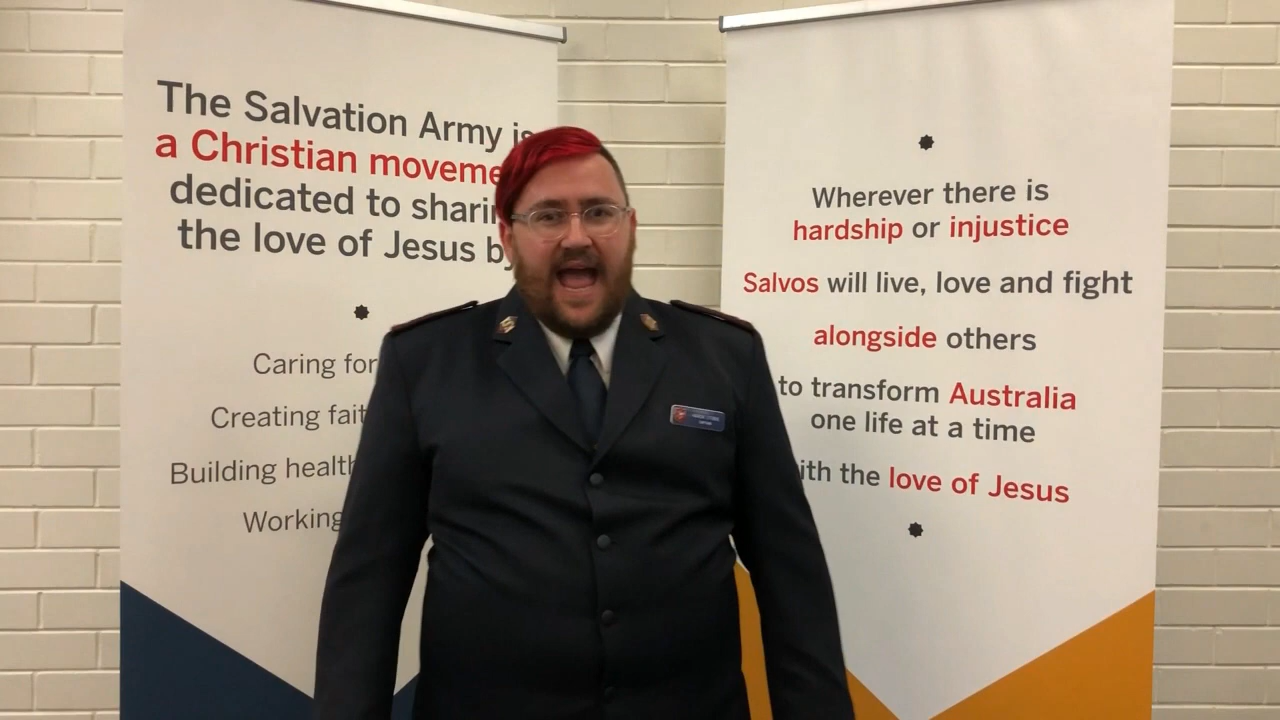 The Salvation Army is
a Christian moveme
dedicated to sharin
the love of Jesus by
Caring for
Creating fait
Building health
Working
Wherever there is
hardship or injustice
Salvos will live, love and fight
alongside others
to transform Australia
one life at a time
ith the love of Jesus